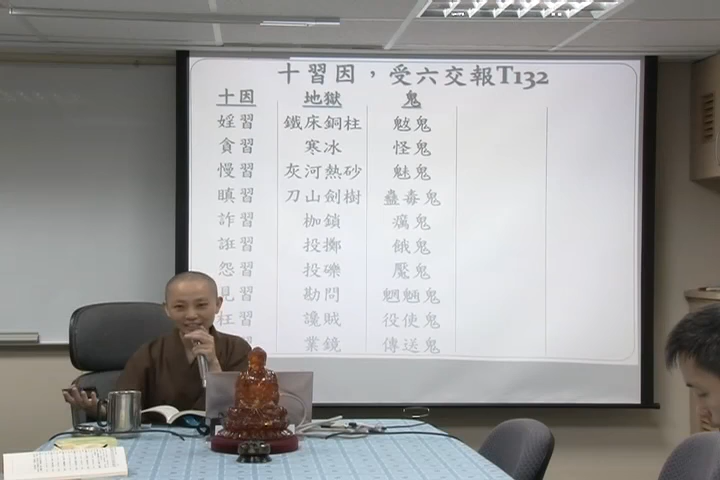 十習因，受六交報T132
十因 地獄 鬼
婬習 鐵床銅柱 魃鬼
貪習 寒冰 怪鬼
慢習 灰河熱砂 魅鬼
瞋習 刀山劍樹 蠱毒鬼
詐習 枷鎖 癘鬼
誑習 投擲 餓鬼
怨習 投礫 魘鬼
見習 勘問 魍魎鬼
枉習 讒賊 役使鬼
業鏡 傳送鬼